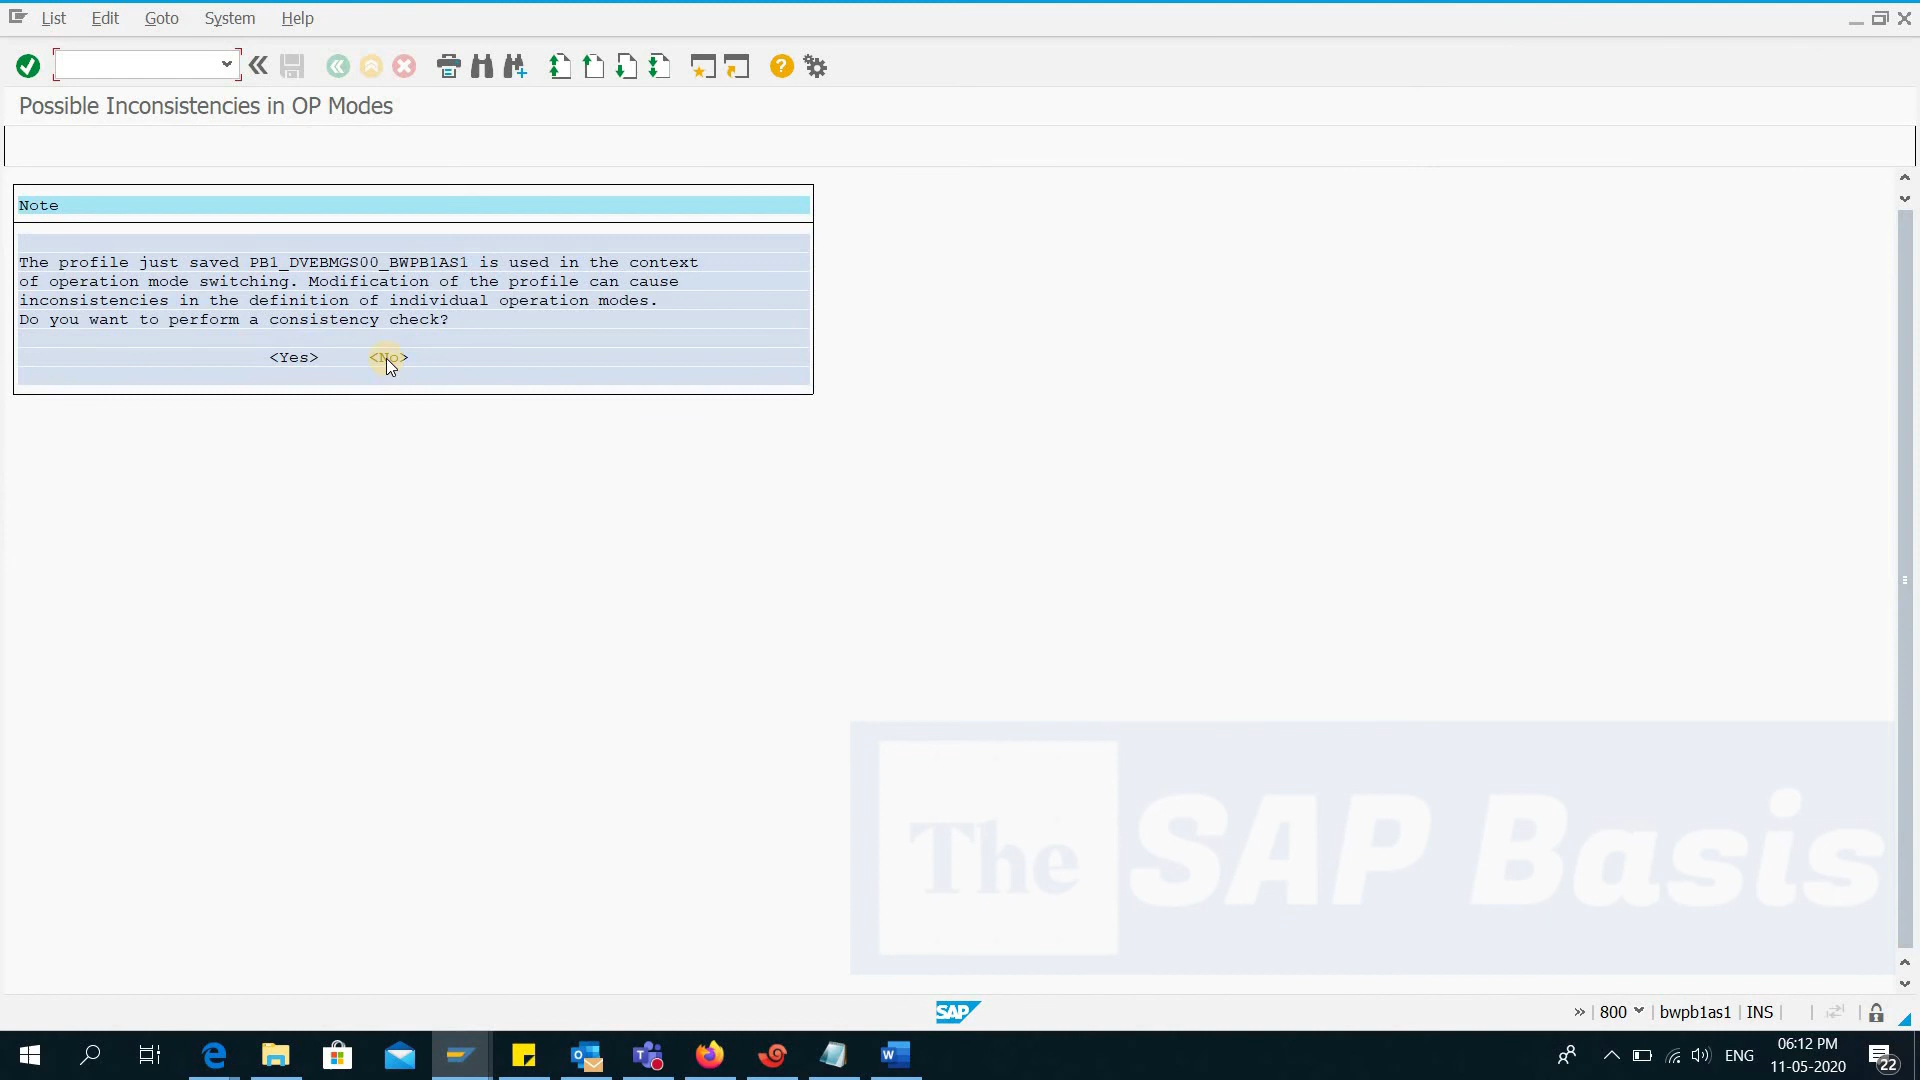 List Edit Goto System Help
Possible Inconsistencies in OP Modes
Note
The profile just saved PB1_DVEBMGS00_BWPB1AS1 is used in the context
of operation mode switching. Modification of the profile can cause
inconsistencies in the definition of individual operation modes.
Do you want to perform a consistency check?
<Yes> <No>
The SAP Basis
SAP
800 bwpb1as1 INS
ENG
06:12 PM
11-05-2020
22